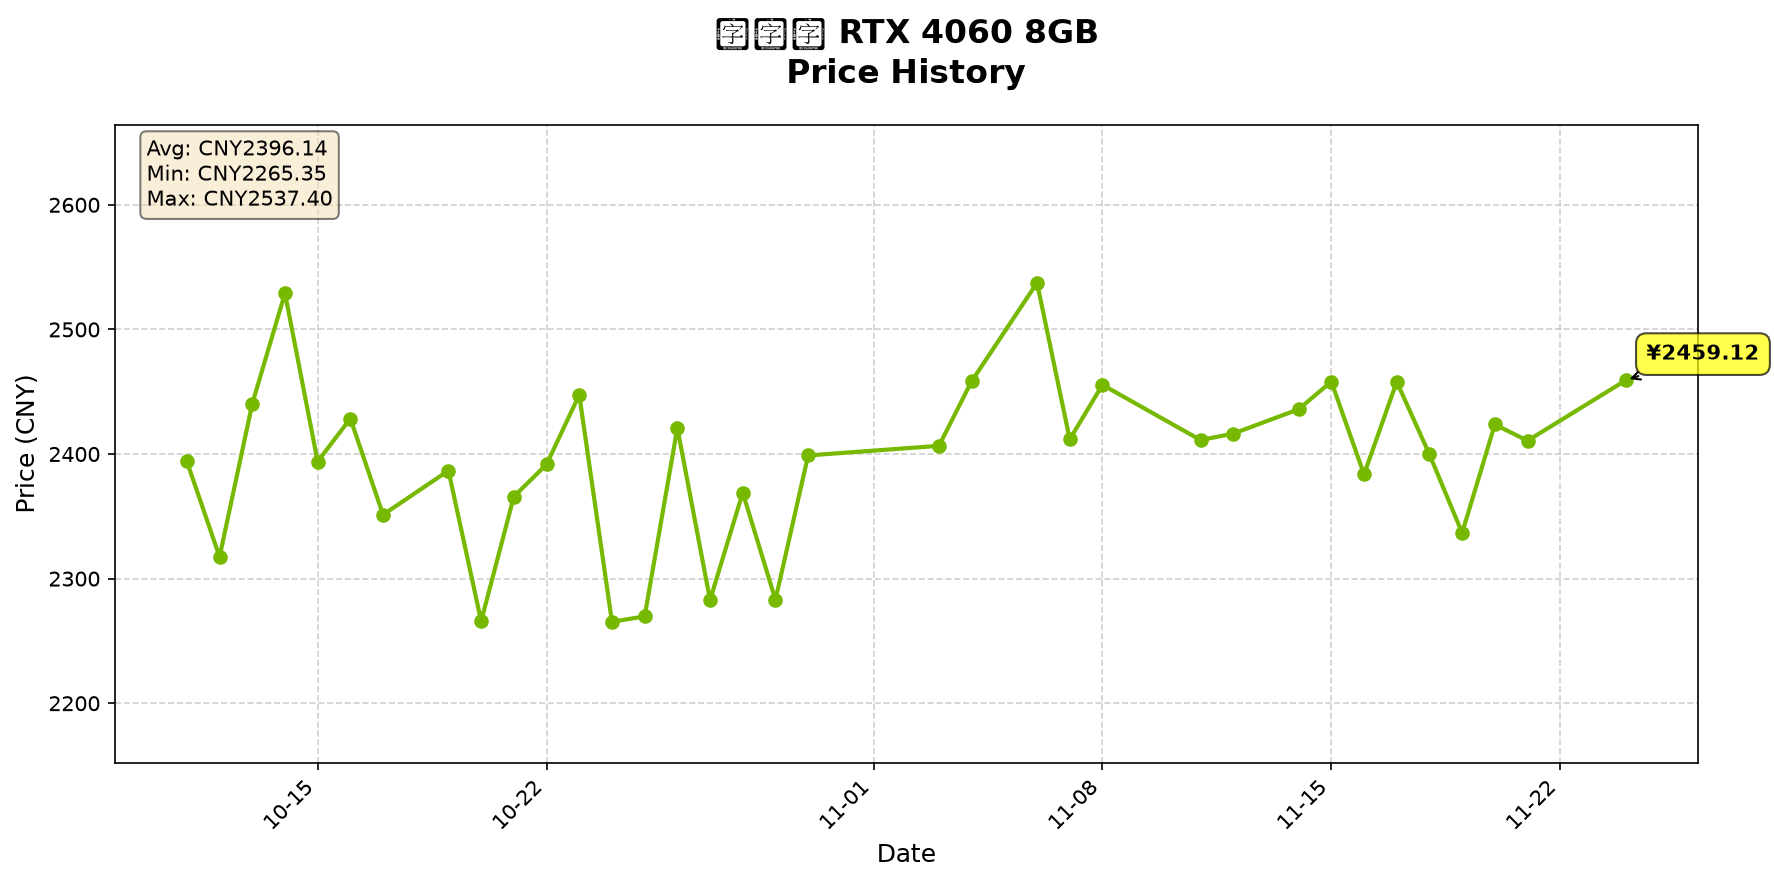 RTX 4060 8GB
Price History
Avg: CNY2396.14
Min: CNY2265.35
Max: CNY2537.40
¥2459.12
Price (CNY)
2600
2500
2400
2300
2200
10-15
10-22
11-01
11-08
11-15
11-22
Date